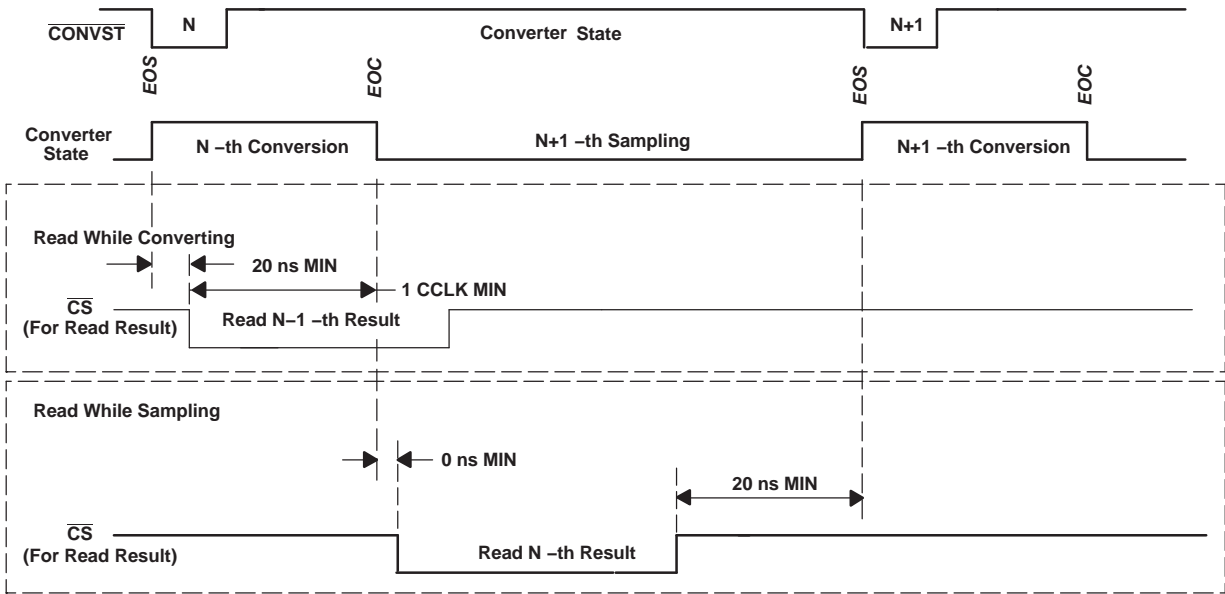 CONVST
N
Converter State
N+1
EOS
EOC
EOS
EOC
Converter
State
N −th Conversion
N+1 −th Sampling
N+1 −th Conversion
Read While Converting
20 ns MIN
1 CCLK MIN
CS
(For Read Result)
Read N−1 −th Result
Read While Sampling
0 ns MIN
20 ns MIN
CS
(For Read Result)
Read N −th Result